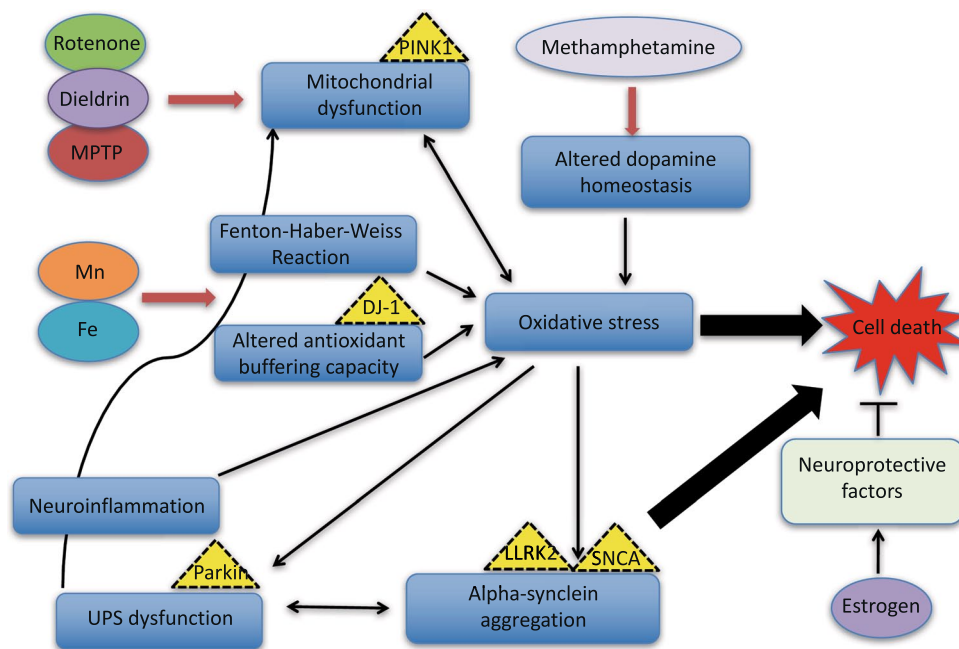 Rotenone
Dieldrin
MPTP
PINK1
Mitochondrial
dysfunction
Methamphetamine
Altered dopamine
homeostasis
Fenton-Haber-Weiss
Reaction
Mn
Fe
DJ-1
Altered antioxidant
buffering capacity
Oxidative stress
Cell death
Neuroinflammation
Neuroprotective
factors
Parkin
UPS dysfunction
LLRK2
SNCA
Alpha-synclein
aggregation
Estrogen